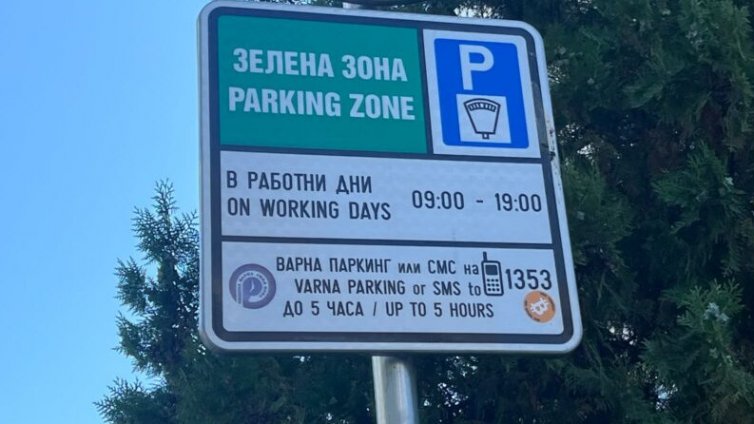 ЗЕЛЕНА ЗОНА
PARKING ZONE
P
В РАБОТНИ ДНИ
ON WORKING DAYS
09:00 - 19:00
ВАРНА ПАРКИНГ или СМС на
VARNA PARKING or SMS to
1353
ДО 5 ЧАСА / UP TO 5 HOURS